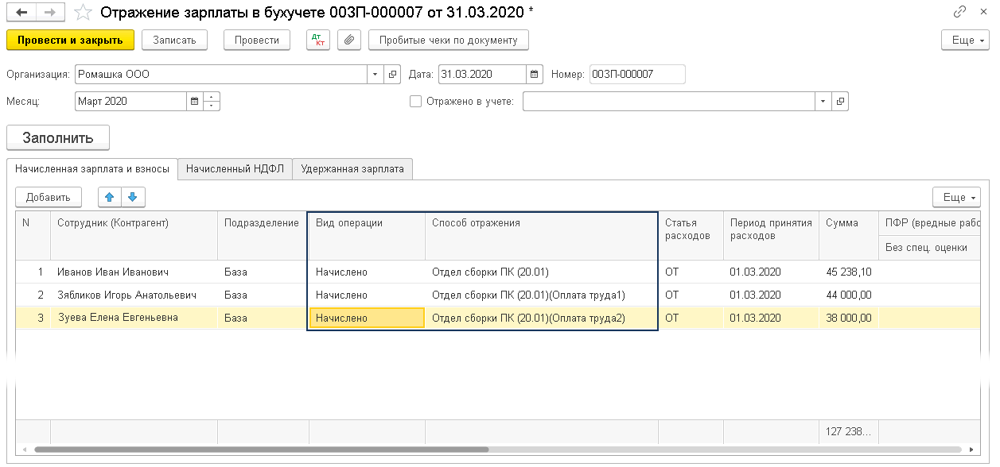 Отражение зарплаты в бухучете 00ЗП-000007 от 31.03.2020 *
Провести и закрыть Записать Провести Дт Кт Пробитые чеки по документу Еще
Организация: Ромашка ООО Дата: 31.03.2020 Номер: 00ЗП-000007
Месяц: Март 2020 Отражено в учете:
Заполнить
Начисленная зарплата и взносы Начисленный НДФЛ Удержанная зарплата
Добавить Еще
N Сотрудник (Контрагент) Подразделение Вид операции Способ отражения Статья расходов Период принятия расходов Сумма ПФР (вредные рабо
Без спец. оценки
1 Иванов Иван Иванович База Начислено Отдел сборки ПК (20.01) ОТ 01.03.2020 45 238,10
2 Зябликов Игорь Анатольевич База Начислено Отдел сборки ПК (20.01)(Оплата труда1) ОТ 01.03.2020 44 000,00
3 Зуева Елена Евгеньевна База Начислено Отдел сборки ПК (20.01)(Оплата труда2) ОТ 01.03.2020 38 000,00
127 238...